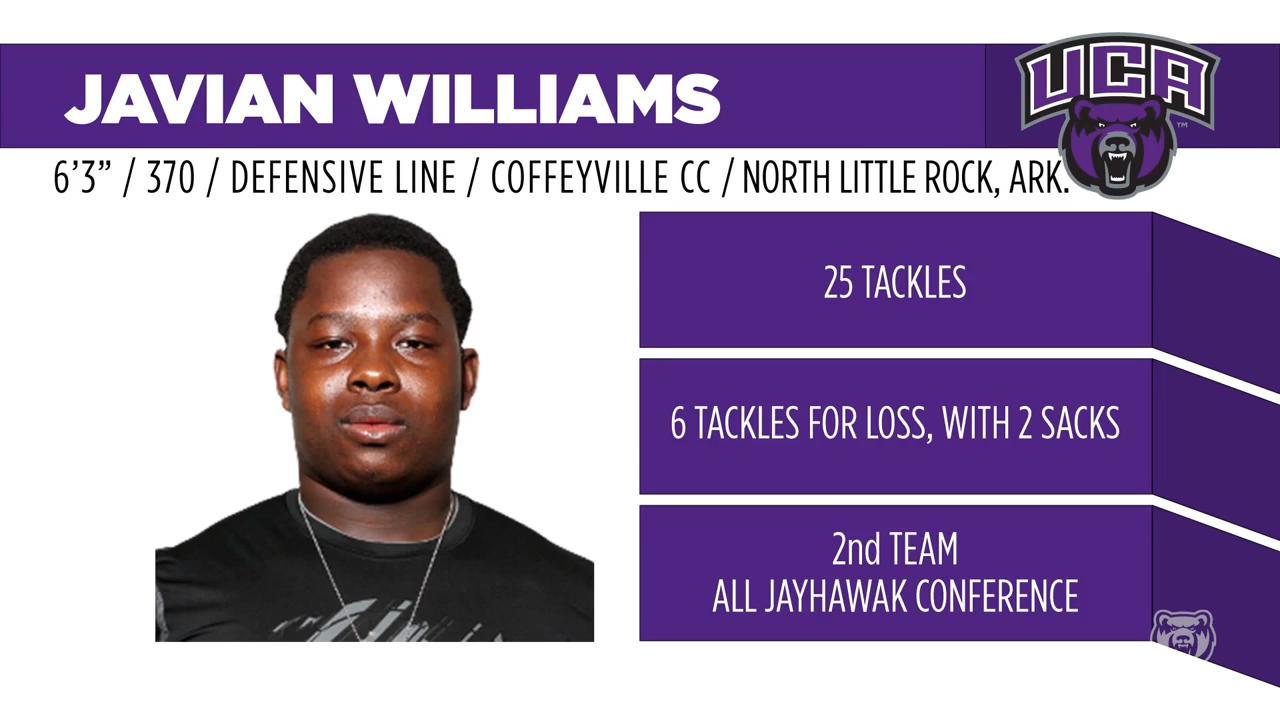 JAVIAN WILLIAMS
UCA
™
6’3” / 370 / DEFENSIVE LINE / COFFEYVILLE CC / NORTH LITTLE ROCK, ARK.
25 TACKLES
6 TACKLES FOR LOSS, WITH 2 SACKS
2nd TEAM
ALL JAYHAWAK CONFERENCE